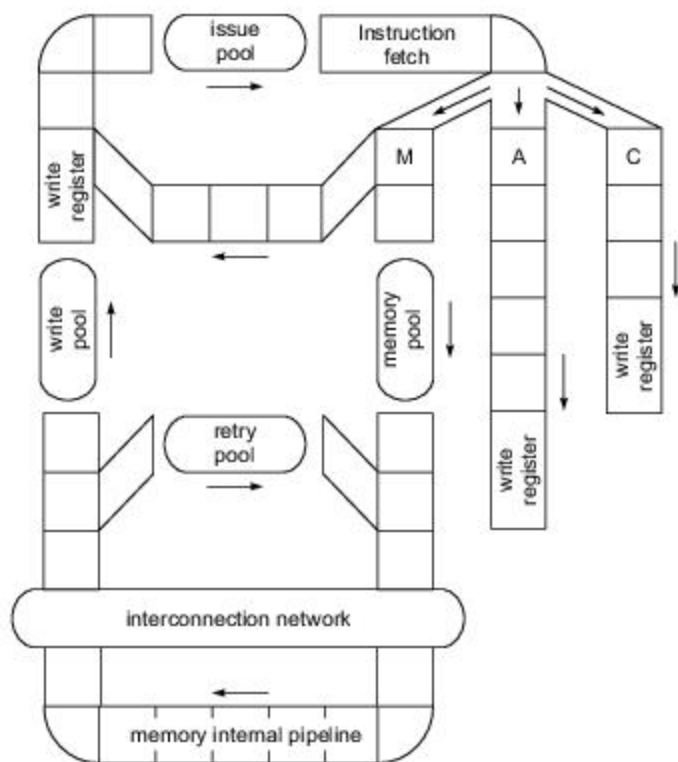 issue
pool
Instruction
fetch
M
A
C
write
register
write
pool
memory
pool
write
register
retry
pool
write
register
interconnection network
memory internal pipeline